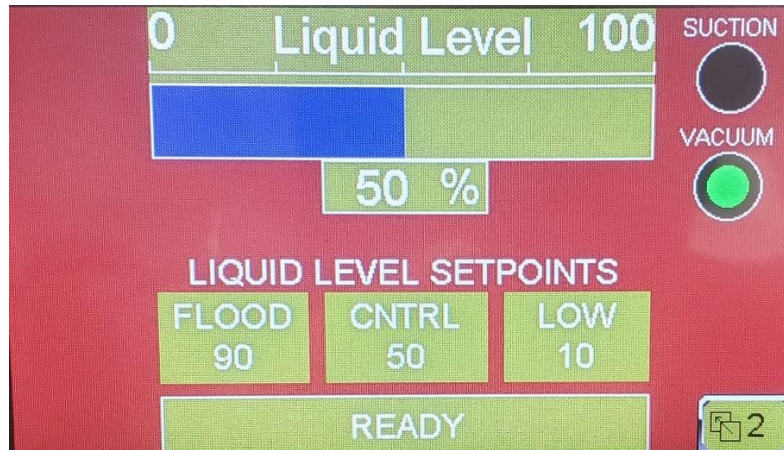 0 Liquid Level 100
SUCTION
VACUUM
50 %
LIQUID LEVEL SETPOINTS
FLOOD CNTRL LOW
90 50 10
READY
2